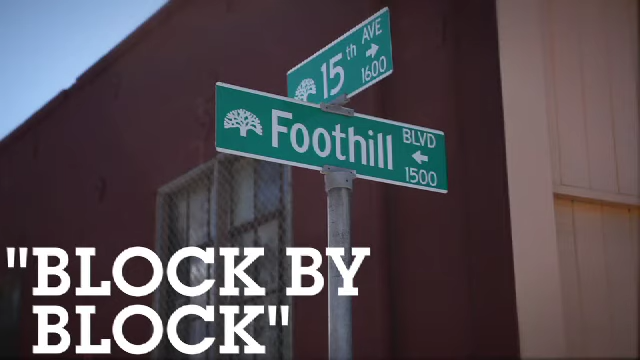 15th AVE
→
1600
Foothill BLVD
←
1500
"BLOCK BY
BLOCK"